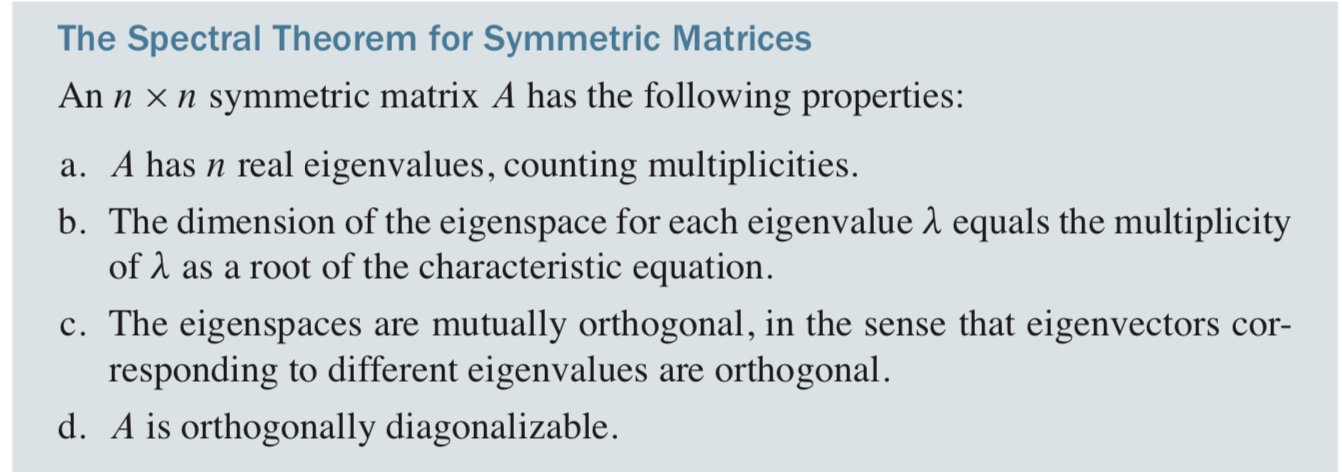 The Spectral Theorem for Symmetric Matrices
An n × n symmetric matrix A has the following properties:
a. A has n real eigenvalues, counting multiplicities.
b. The dimension of the eigenspace for each eigenvalue λ equals the multiplicity
of λ as a root of the characteristic equation.
c. The eigenspaces are mutually orthogonal, in the sense that eigenvectors cor-
responding to different eigenvalues are orthogonal.
d. A is orthogonally diagonalizable.